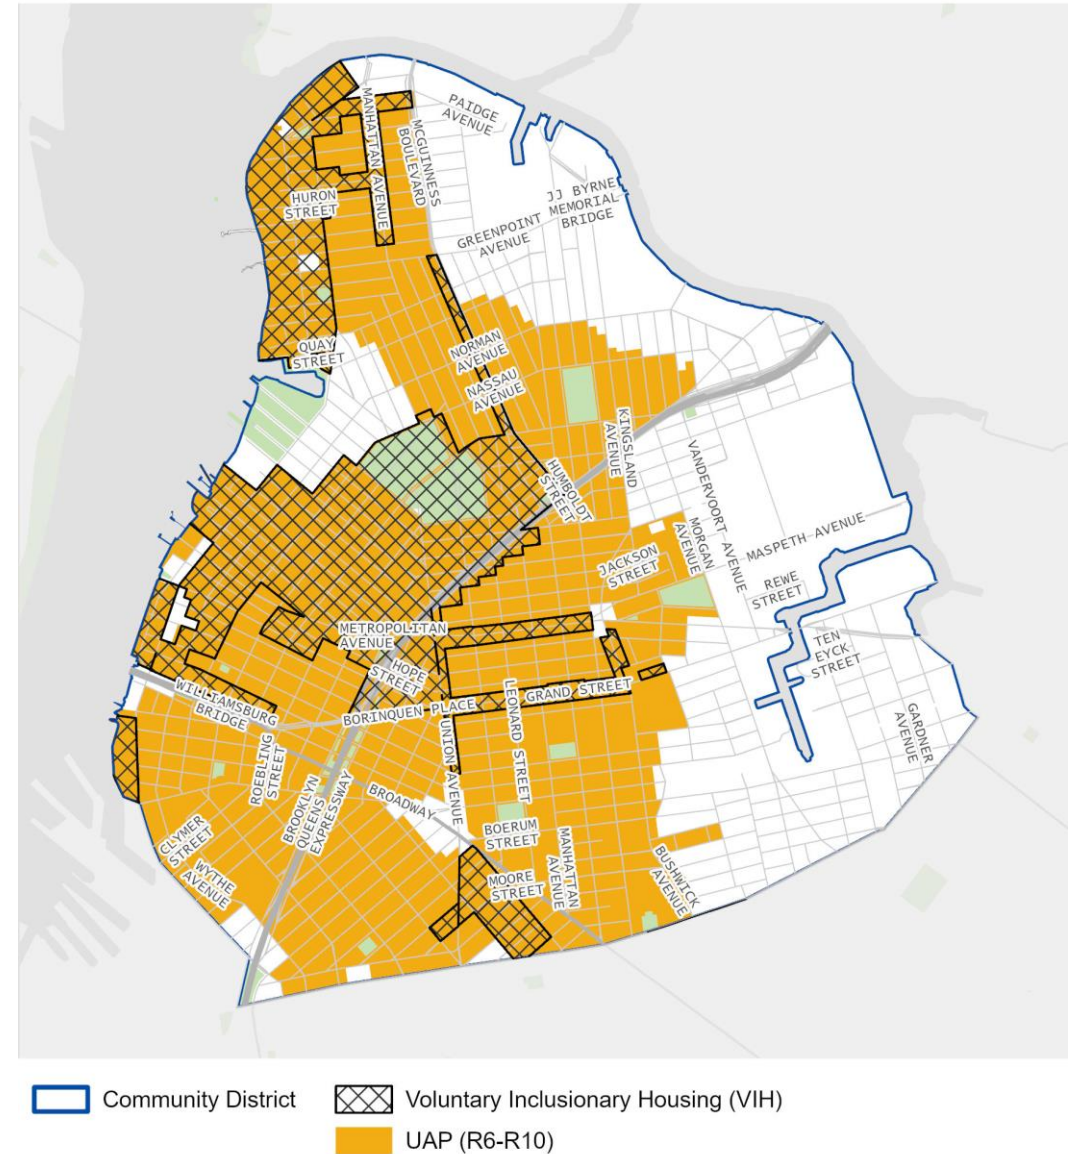 PAIDGE
AVENUE
MANHATTAN AVENUE
MCGUINNESS
BOULEVARD
HURON
STREET
JJ BYRNE
MEMORIAL
BRIDGE
GREENPOINT
AVENUE
QUAY
STREET
NORMAN
AVENUE
NASSAU
AVENUE
KINGSLAND
AVENUE
HUMBOLDT
STREET
VANDERVOORT AVENUE
MORGAN
AVENUE
MASPETH AVENUE
JACKSON
STREET
REWE
STREET
METROPOLITAN
AVENUE
TEN
EYCK
STREET
HOPE
STREET
GRAND STREET
LEONARD STREET
WILLIAMSBURG
BRIDGE
BORINQUEN PLACE
UNION AVENUE
GARDNER
AVENUE
ROEBLING
STREET
BROOKLYN
QUEENS
EXPRESSWAY
BROADWAY
BOERUM
STREET
CLYMER
STREET
WYTHE
AVENUE
MOORE
STREET
MANHATTAN
AVENUE
BUSHWICK
AVENUE
Community District
Voluntary Inclusionary Housing (VIH)
UAP (R6-R10)